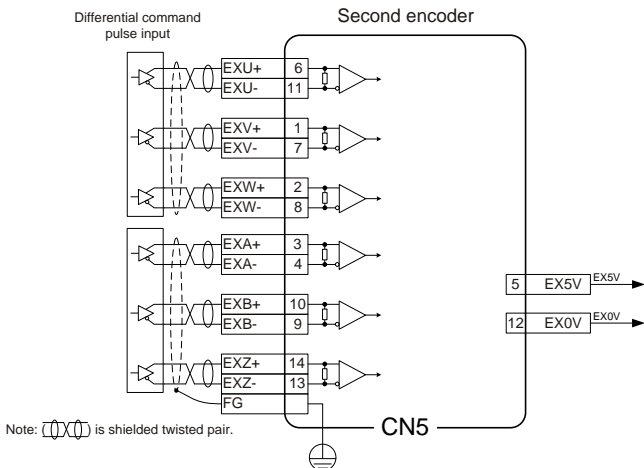 Differential command
pulse input
Second encoder
EXU+ 6
EXU- 11
EXV+ 1
EXV- 7
EXW+ 2
EXW- 8
EXA+ 3
EXA- 4
EXB+ 10
EXB- 9
EXZ+ 14
EXZ- 13
FG
5 EX5V EX5V
12 EX0V EX0V
CN5
Note: is shielded twisted pair.